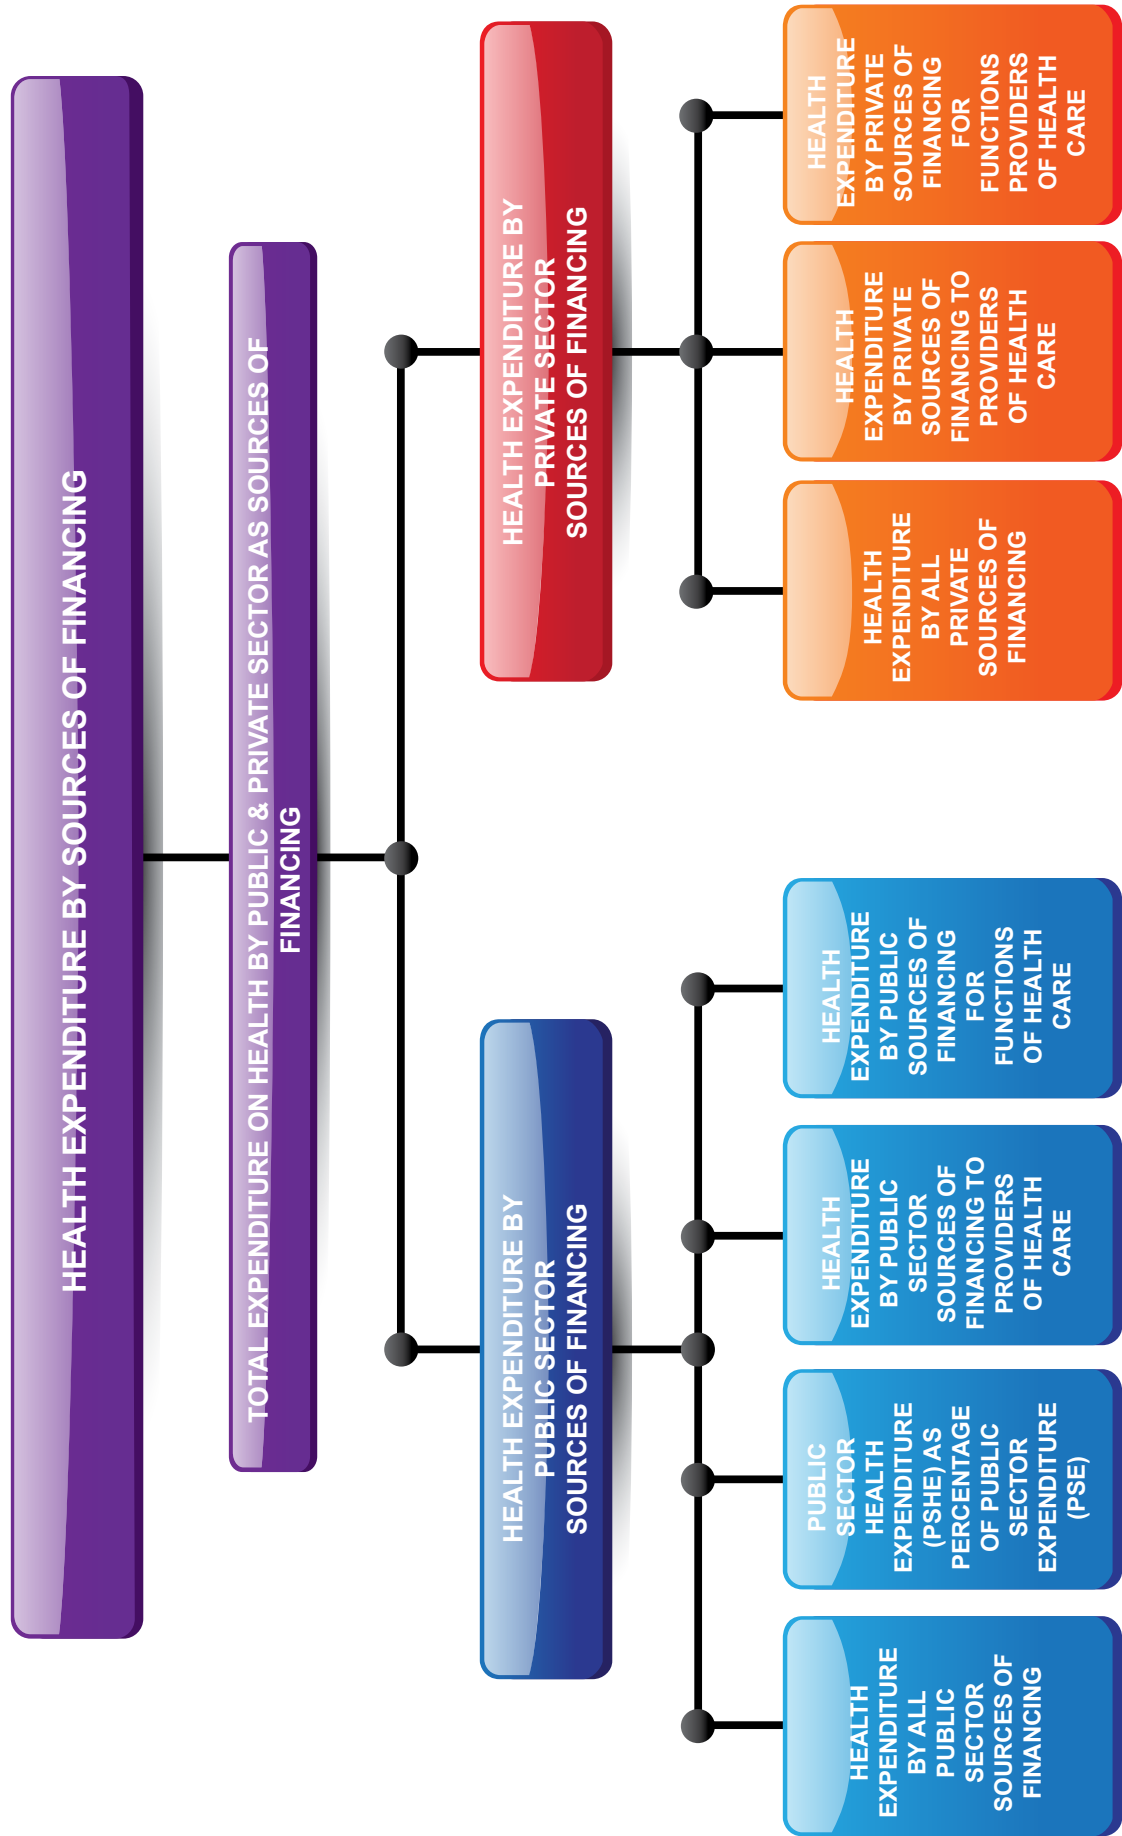 HEALTH EXPENDITURE BY SOURCES OF FINANCING
TOTAL EXPENDITURE ON HEALTH BY PUBLIC & PRIVATE SECTOR AS SOURCES OF
FINANCING
HEALTH EXPENDITURE BY
PUBLIC SECTOR
SOURCES OF FINANCING
HEALTH EXPENDITURE BY
PRIVATE SECTOR
SOURCES OF FINANCING
HEALTH
EXPENDITURE
BY ALL
PUBLIC
SECTOR
SOURCES OF
FINANCING
PUBLIC
SECTOR
HEALTH
EXPENDITURE
(PSHE) AS
PERCENTAGE
OF PUBLIC
SECTOR
EXPENDITURE
(PSE)
HEALTH
EXPENDITURE
BY PUBLIC
SECTOR
SOURCES OF
FINANCING TO
PROVIDERS
OF HEALTH
CARE
HEALTH
EXPENDITURE
BY PUBLIC
SOURCES OF
FINANCING
FOR
FUNCTIONS
OF HEALTH
CARE
HEALTH
EXPENDITURE
BY ALL
PRIVATE
SOURCES OF
FINANCING
HEALTH
EXPENDITURE
BY PRIVATE
SOURCES OF
FINANCING TO
PROVIDERS
OF HEALTH
CARE
HEALTH
EXPENDITURE
BY PRIVATE
SOURCES OF
FINANCING
FOR
FUNCTIONS
PROVIDERS
OF HEALTH
CARE